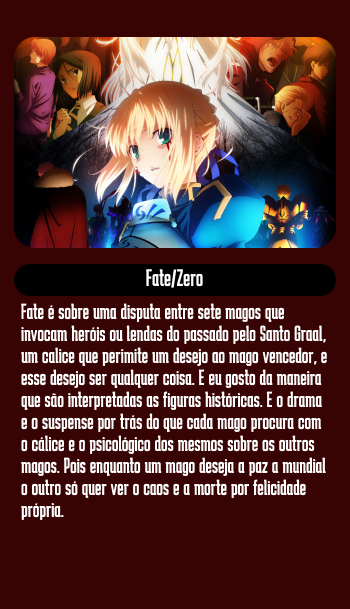 Fate/Zero
Fate é sobre uma disputa entre sete magos que
invocam heróis ou lendas do passado pelo Santo Graal,
um calice que perimite um desejo ao mago vencedor, e
esse desejo ser qualquer coisa. E eu gosto da maneira
que são interpretadas as figuras históricas. E o drama
e o suspense por trás do que cada mago procura com
o cálice e o psicológico dos mesmos sobre os outros
magos. Pois enquanto um mago deseja a paz a mundial
o outro só quer ver o caos e a morte por felicidade
própria.